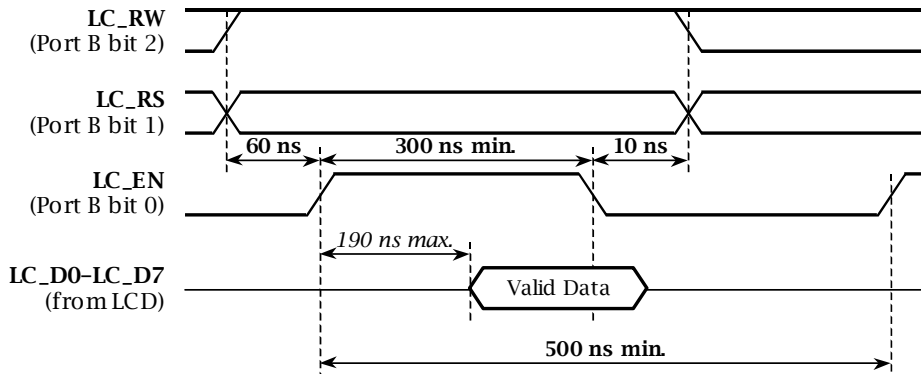 LC_RW
(Port B bit 2)
LC_RS
(Port B bit 1)
60 ns
300 ns min.
10 ns
LC_EN
(Port B bit 0)
190 ns max.
LC_D0–LC_D7
(from LCD)
Valid Data
500 ns min.